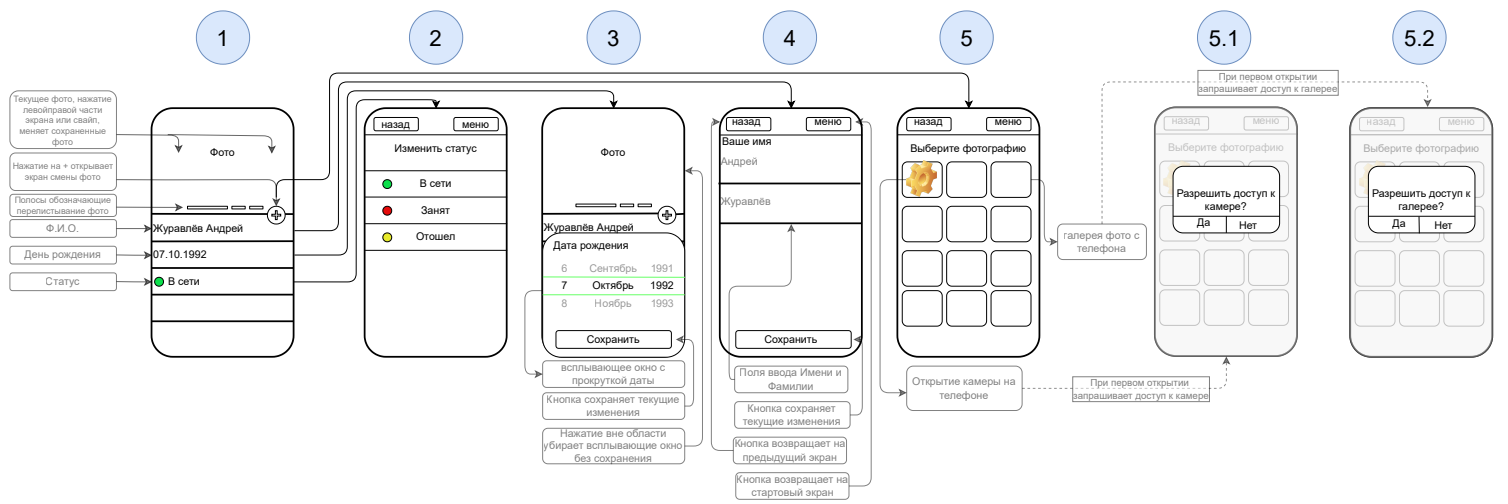 1
2
3
4
5
5.1
5.2
Текущее фото, нажатие
левойправой части
экрана или свайп,
меняет сохраненные
фото
Нажатие на + открывает
экран смены фото
Полосы обозначающие
перелистывание фото
Ф.И.О.
День рождения
Статус
Фото
Журавлёв Андрей
07.10.1992
В сети
назад
меню
Изменить статус
В сети
Занят
Отошел
Фото
Журавлёв Андрей
Дата рождения
6 Сентябрь 1991
7 Октябрь 1992
8 Ноябрь 1993
Сохранить
всплывающее окно с
прокруткой даты
Кнопка сохраняет текущие
изменения
Нажатие вне области
убирает всплывающие окно
без сохранения
назад
меню
Ваше имя
Андрей
Журавлёв
Сохранить
Поля ввода Имени и
Фамилии
Кнопка сохраняет
текущие изменения
Кнопка возвращает на
предыдущий экран
Кнопка возвращает на
стартовый экран
назад
меню
Выберите фотографию
галерея фото с
телефона
Открытие камеры на
телефоне
При первом открытии
запрашивает доступ к галерее
При первом открытии
запрашивает доступ к камере
назад
меню
Выберите фотографию
Разрешить доступ к
камере?
Да
Нет
назад
меню
Выберите фотографию
Разрешить доступ к
галерее?
Да
Нет